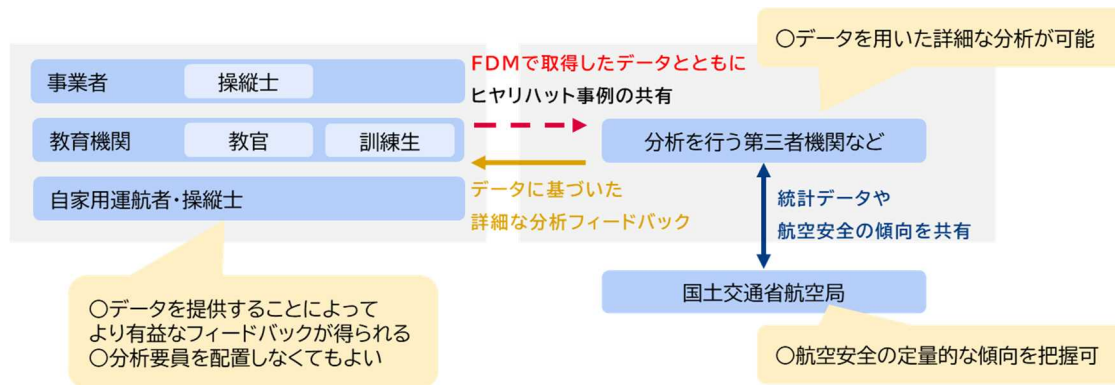 ○データを用いた詳細な分析が可能
事業者
操縦士
FDMで取得したデータとともに
ヒヤリハット事例の共有
教育機関
教官
訓練生
分析を行う第三者機関など
自家用運航者・操縦士
データに基づいた
詳細な分析フィードバック
統計データや
航空安全の傾向を共有
国土交通省航空局
○データを提供することによって
より有益なフィードバックが得られる
○分析要員を配置しなくてもよい
○航空安全の定量的な傾向を把握可